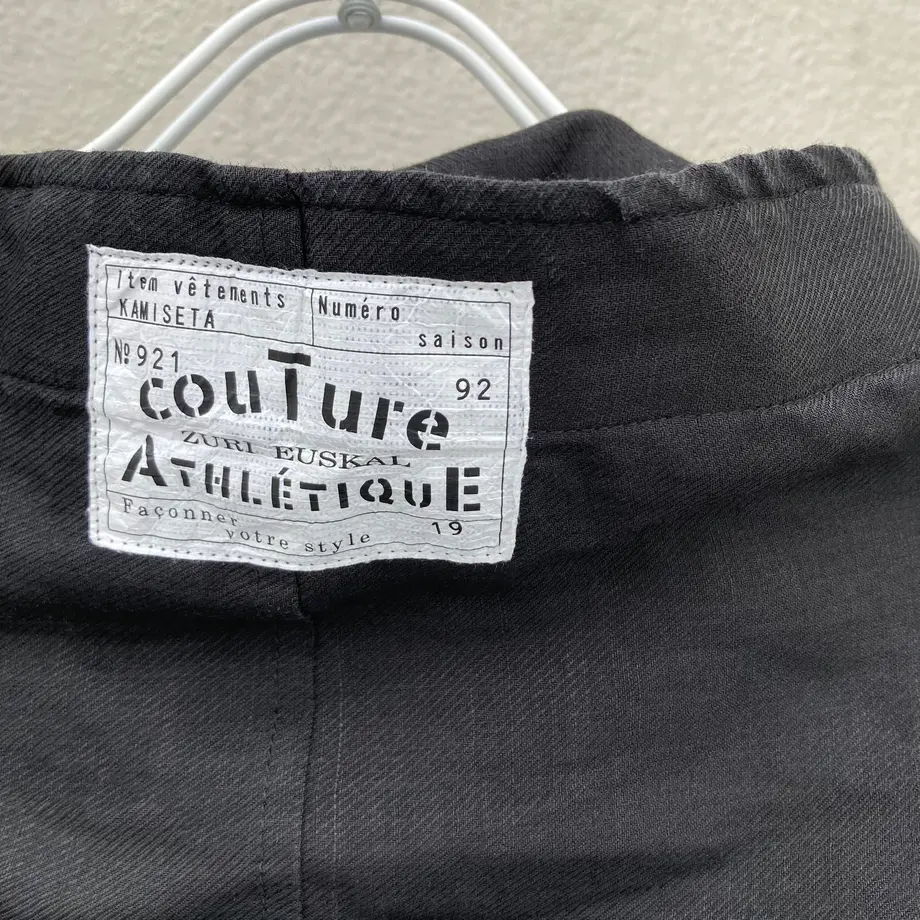 Item vêtements
KAMISETA
Numéro
saison
Nº921
92
couTure
ZURI EUSKAL
ATHLÉTIQUE
Façonner
votre style
19